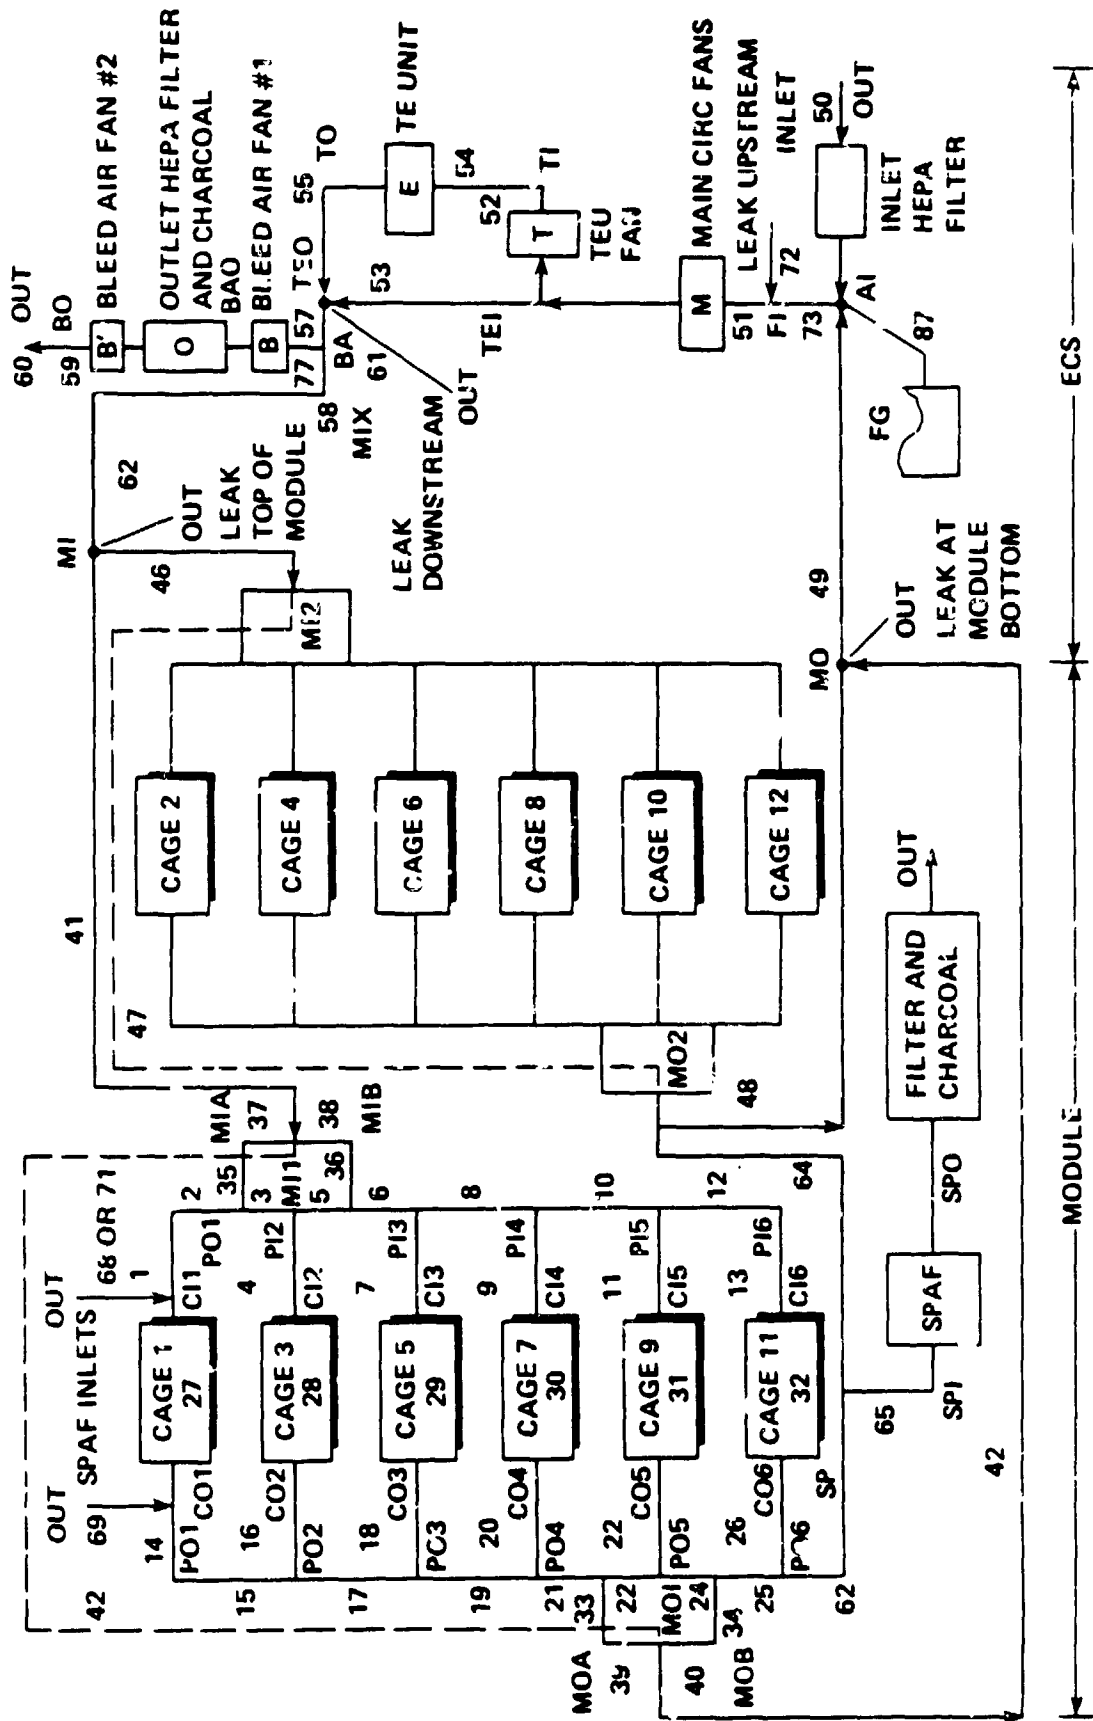 OUT
60
59 BO
B'
BLEED AIR FAN #2
O
OUTLET HEPA FILTER
AND CHARCOAL
BAO
B
BLEED AIR FAN #1
77 57 TEO 55 TO
BA
61
58
MIX
53
E
TE UNIT
54
52 TI
T
TEU
FAN
TEI
M
MAIN CIRC FANS
51
FI
73
72
LEAK LIPSTREAM
INLET
50
OUT
INLET
HEPA
FILTER
AI
87
FG
ECS
MI
62
OUT
LEAK
TOP OF
MODULE
46
MI2
LEAK
DOWNSTREAM
OUT
MO
49
OUT
LEAK AT
MODULE
BOTTOM
41
47
CAGE 2
CAGE 4
CAGE 6
CAGE 8
CAGE 10
CAGE 12
MO2
48
64
MIA
37
38
MIB
35
MI1
36
2
3
5
6
8
10
12
OUT
68 OR 71
SPAF INLETS
OUT
69
1
PO1
CI1
4
PI2
CI2
7
PI3
CI3
9
PI4
CI4
11
PI5
CI5
13
PI6
CI6
CAGE 1
27
CAGE 3
28
CAGE 5
29
CAGE 7
30
CAGE 9
31
CAGE 11
32
14
PO1
CO1
16
PO2
CO2
18
PO3
CO3
20
PO4
CO4
22
PO5
CO5
26
PO6
CO6
SP
42
15
17
19
21
33
22
MOI
24
34
25
62
MOA
39
40
MOB
65
SPI
SPAF
SPO
FILTER AND
CHARCOAL
OUT
42
MODULE